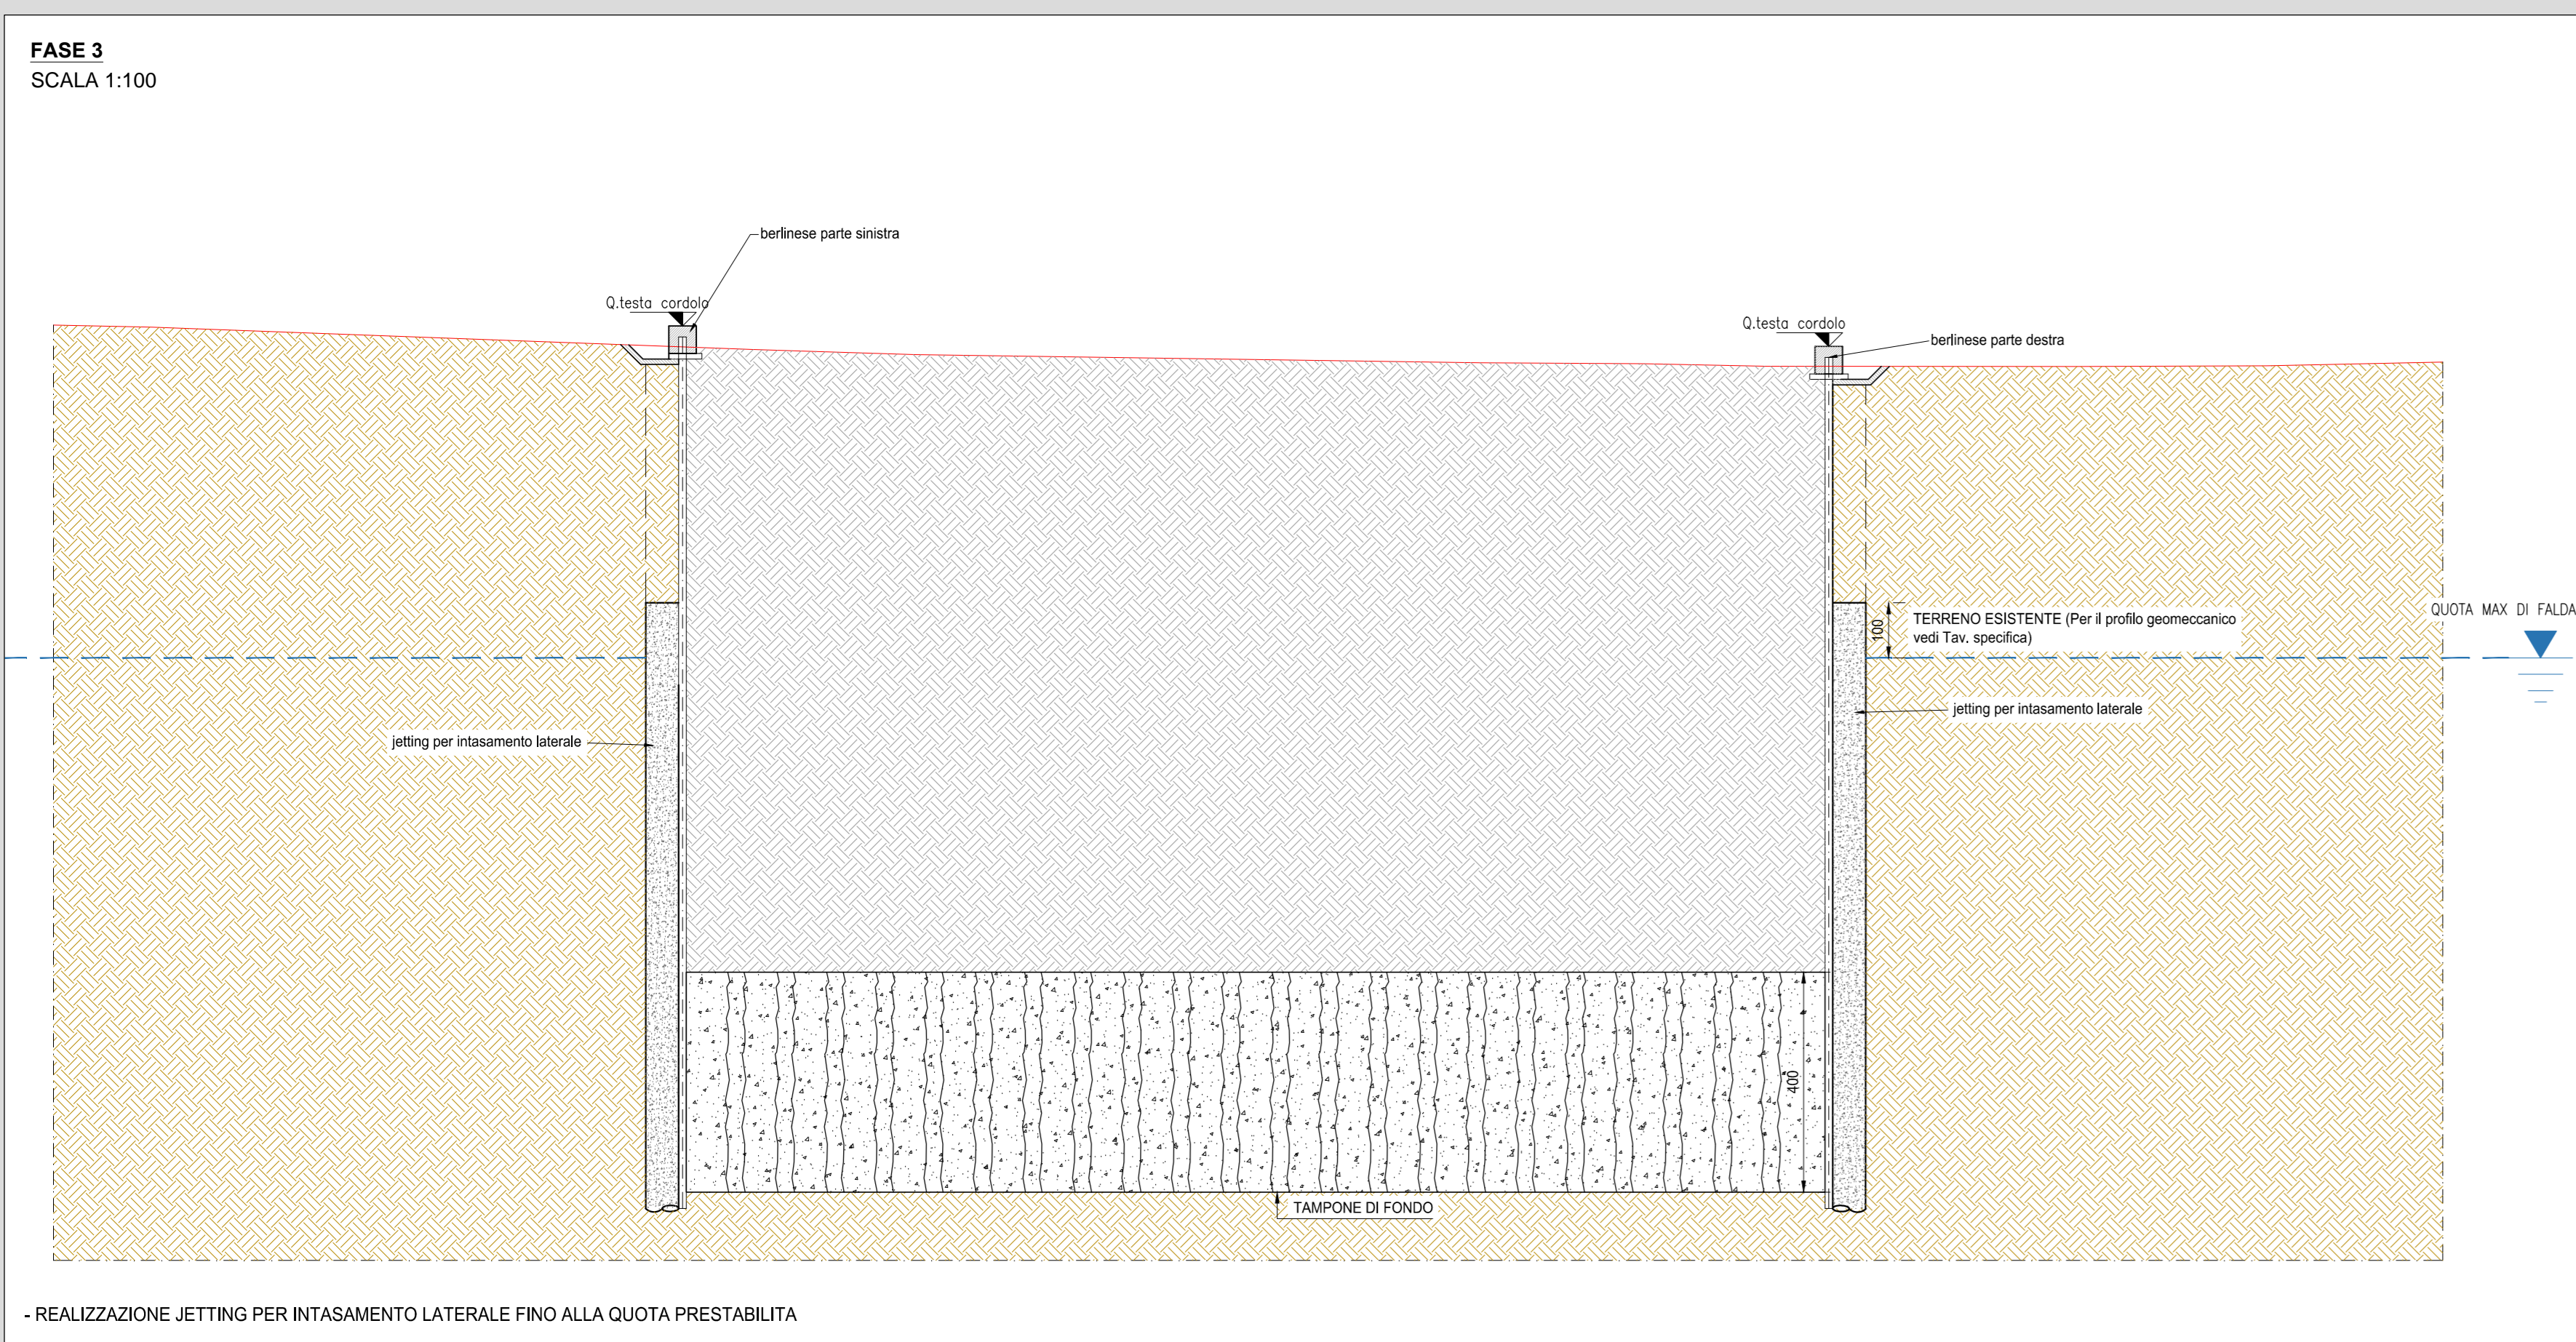 FASE 3
SCALA 1:100
berlinese parte sinistra
Q.testa cordolo
Q.testa cordolo
berlinese parte destra
QUOTA MAX DI FALDA
100
TERRENO ESISTENTE (Per il profilo geomeccanico
vedi Tav. specifica)
jetting per intasamento laterale
jetting per intasamento laterale
400
TAMPONE DI FONDO
- REALIZZAZIONE JETTING PER INTASAMENTO LATERALE FINO ALLA QUOTA PRESTABILITA